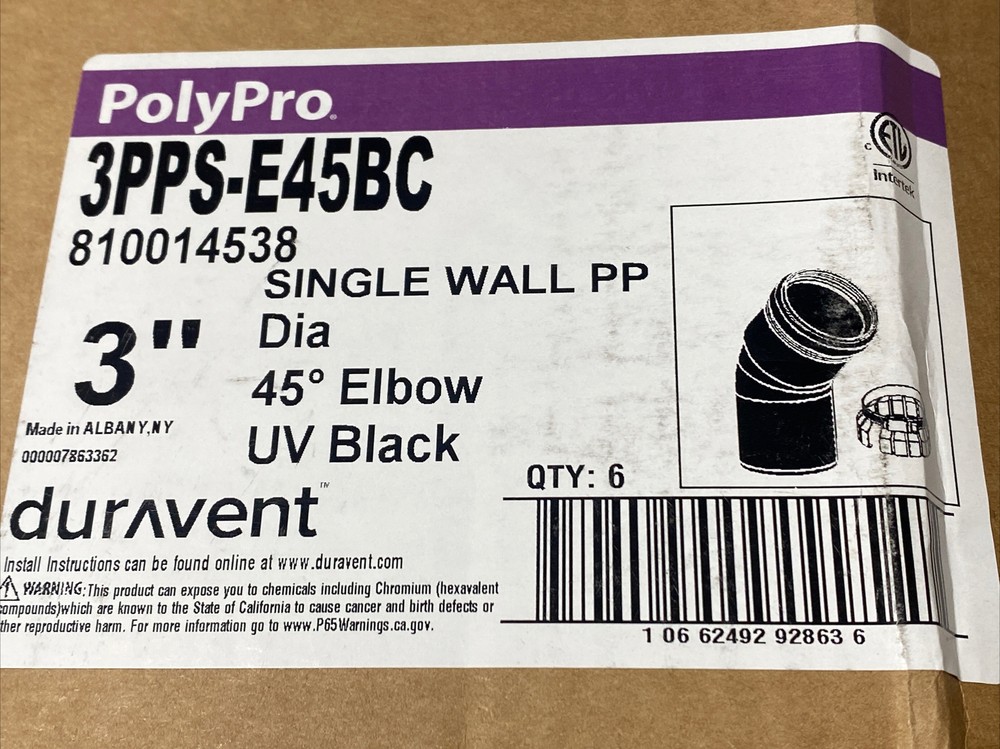 PolyPro®
3PPS-E45BC
810014538
SINGLE WALL PP
3" Dia
45° Elbow
UV Black
Made in ALBANY,NY
000007863362
duravent™
Install Instructions can be found online at www.duravent.com
WARNING:This product can expose you to chemicals including Chromium (hexavalent
compounds)which are known to the State of California to cause cancer and birth defects or
ther reproductive harm. For more information go to www.P65Warnings.ca.gov.
c ETL
Intertek
QTY: 6
1 06 62492 92863 6